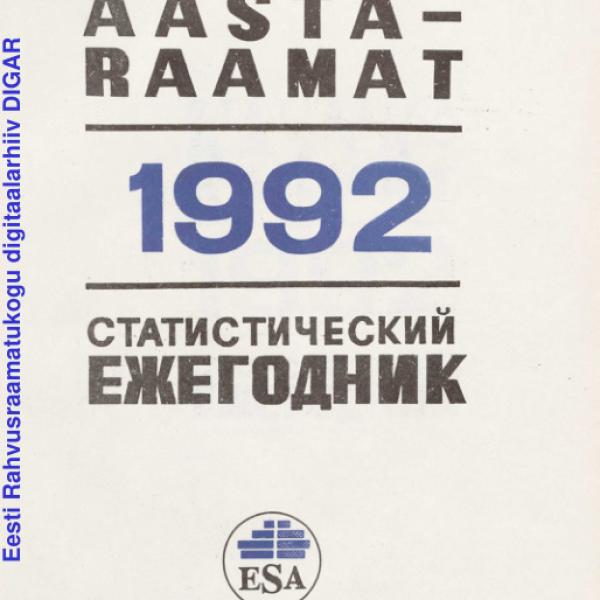 AASTA-
RAAMAT
1992
СТАТИСТИЧЕСКИЙ
ЕЖЕГОДНИК
ESA
Eesti Rahvusraamatukogu digitaalarhiiv DIGAR